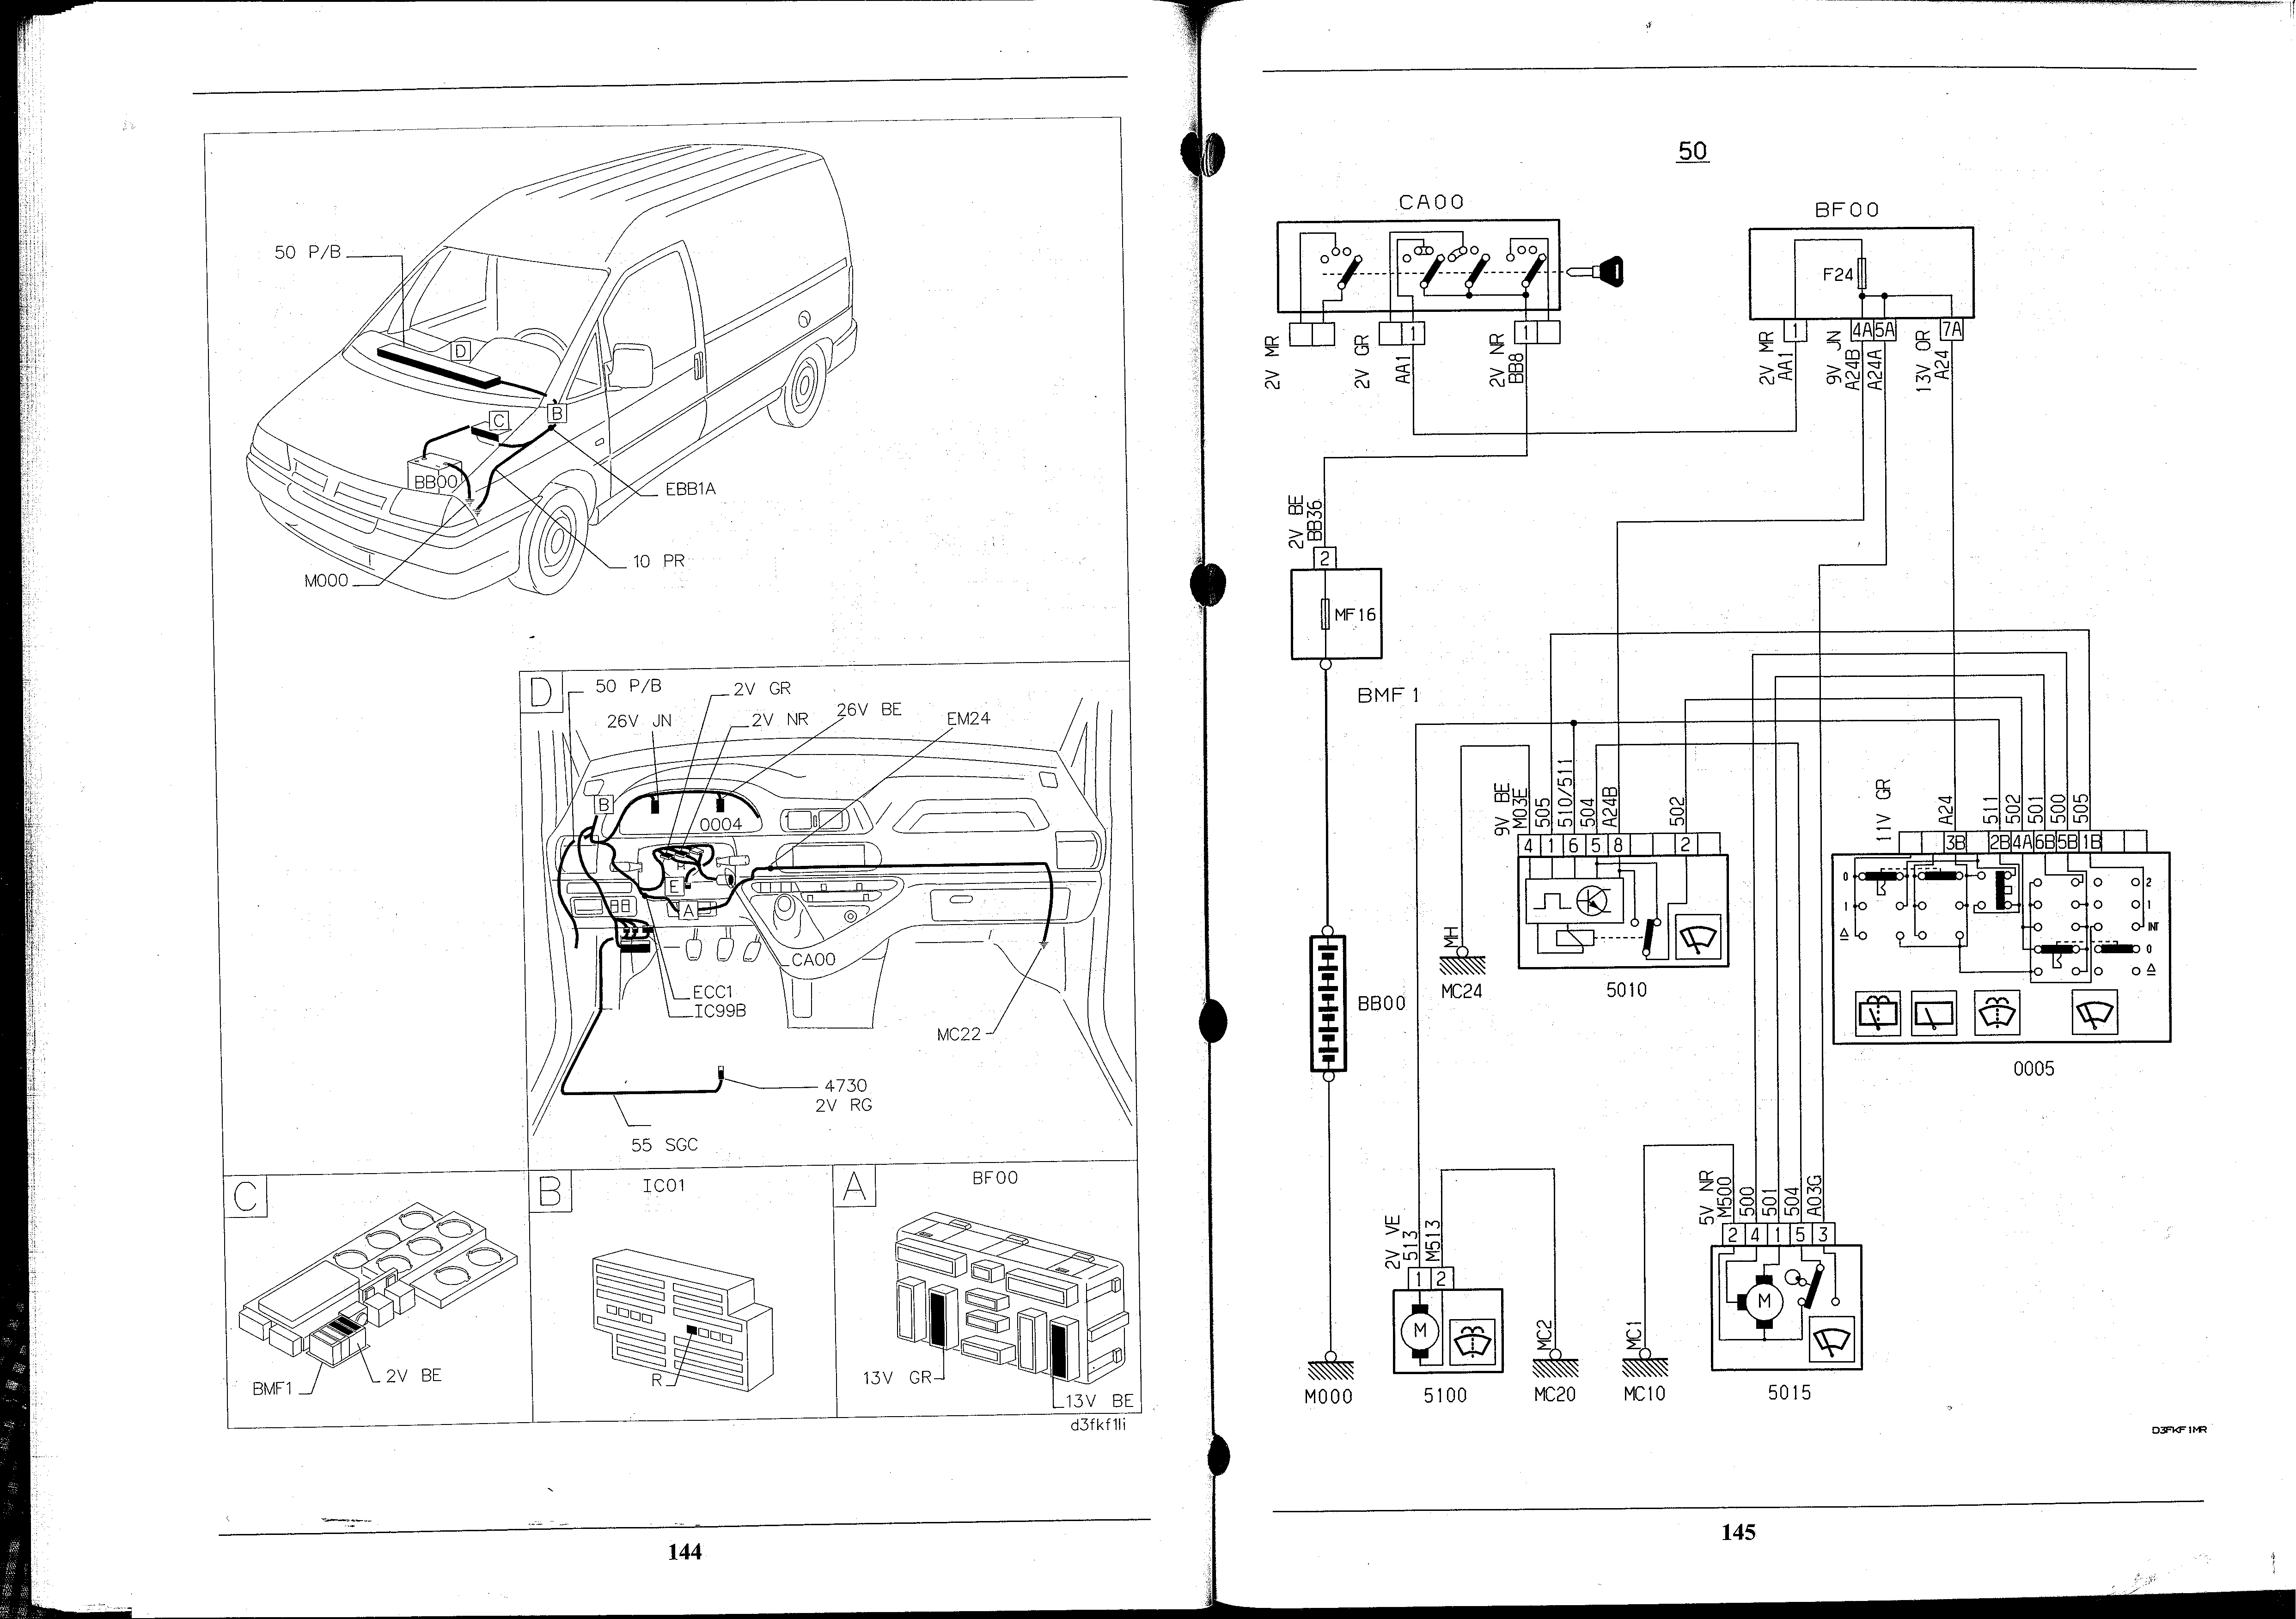 50 P/B
D
C
B
BB00
EBB1A
10 PR
M000
D
50 P/B
2V GR
26V JN
2V NR
26V BE
EM24
B
0004
E
A
CA00
ECC1
IC99B
MC22
4730
2V RG
55 SGC
C
BMF1
2V BE
B
IC01
R
A
BF00
13V GR
13V BE
d3fkf1li
144
50
CA00
BF00
F24
1
1
1
4A
5A
7A
2V MR
2V GR
AA1
2V NR
BB8
2V MR
AA1
9V JN
A24B
A24A
13V OR
A24
2V BE
BB36
2
MF16
BMF1
BB00
M000
9V BE
M03E
505
510/511
504
A24B
502
4
1
6
5
8
2
MH
MC24
5010
11V GR
A24
511
502
501
500
505
3B
2B
4A
6B
5B
1B
0
1
2
1
INT
0
0005
2V VE
513
M513
1
2
M
5100
MC2
MC20
MC1
MC10
5V NR
M500
500
501
504
A03G
2
4
1
5
3
M
5015
D3FKF1MR
145